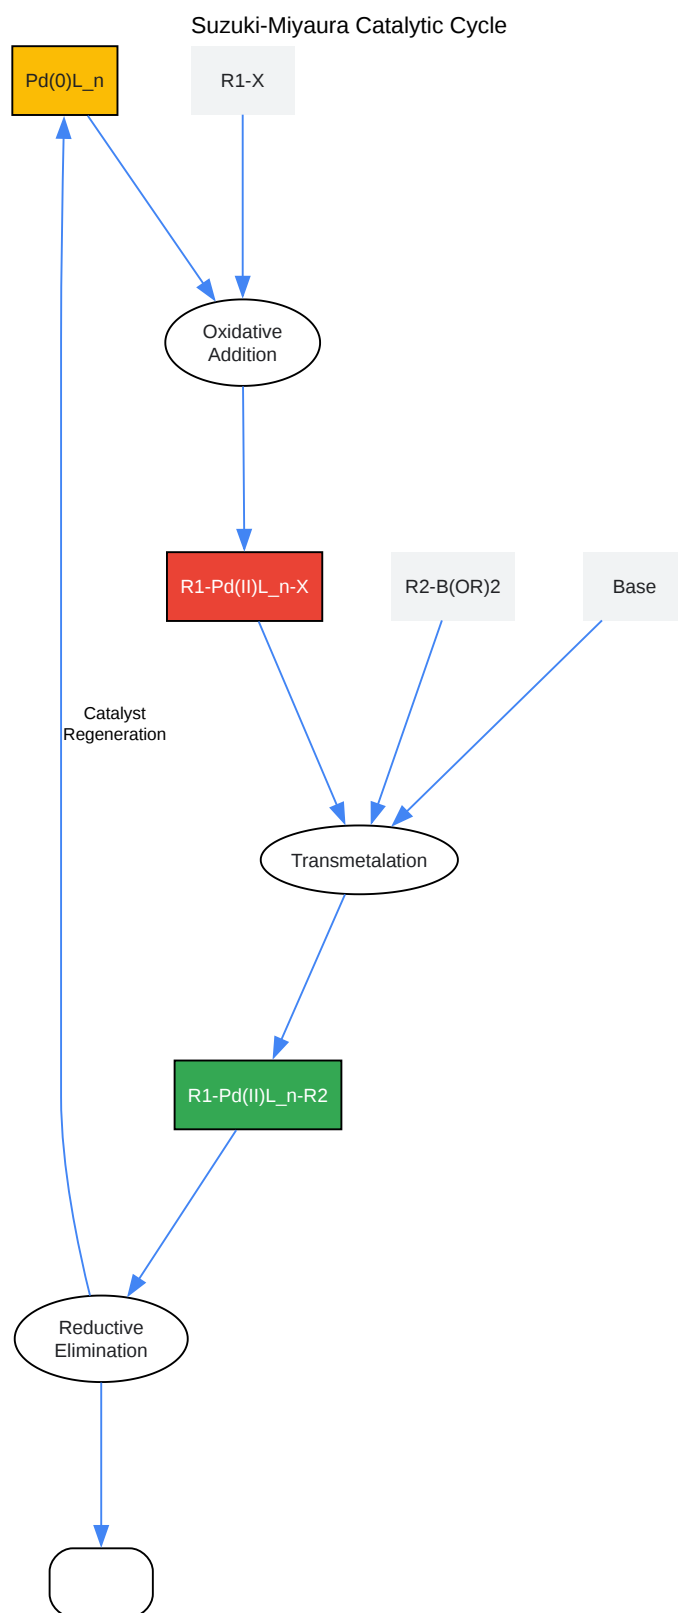 Suzuki-Miyaura Catalytic Cycle
Pd(0)L_n
R1-X
Oxidative
Addition
R1-Pd(II)L_n-X
R2-B(OR)2
Base
Catalyst
Regeneration
Transmetalation
R1-Pd(II)L_n-R2
Reductive
Elimination